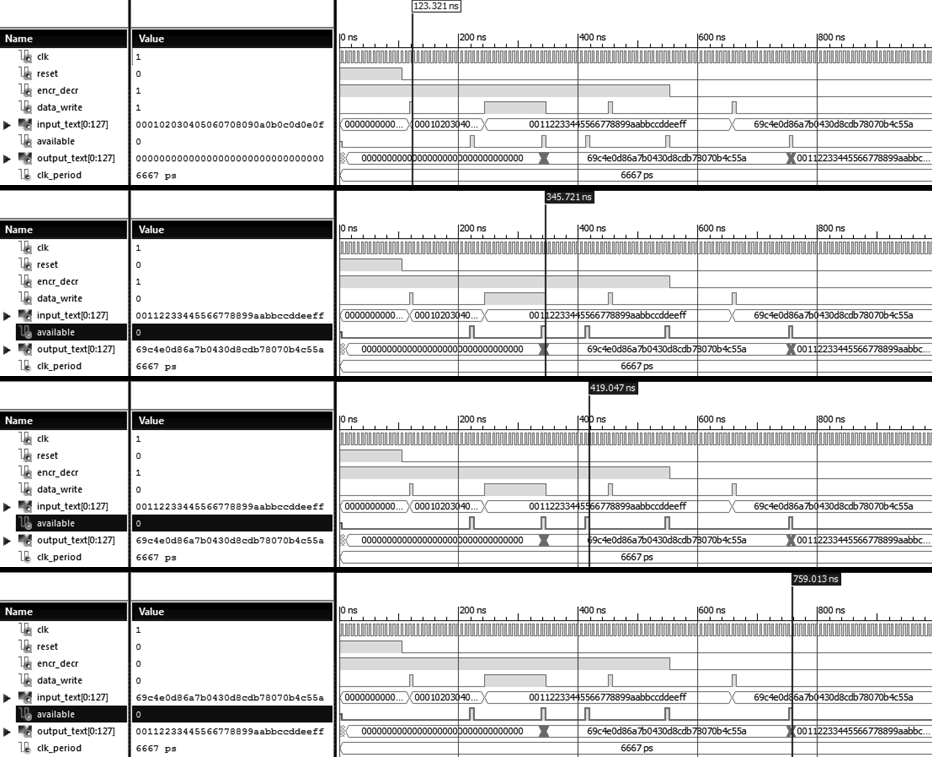 123.321 ns
Name Value 0 ns 200 ns 400 ns 600 ns 800 ns
clk 1
reset 0
encr_decr 1
data_write 1
input_text[0:127] 000102030405060708090a0b0c0d0e0f 0000000000... 00010203040... 00112233445566778899aabbccddeeff 69c4e0d86a7b0430d8cdb78070b4c55a
available 0
output_text[0:127] 00000000000000000000000000000000 00000000000000000000000000000000 69c4e0d86a7b0430d8cdb78070b4c55a 00112233445566778899aabbc...
clk_period 6667 ps 6667 ps
345.721 ns
Name Value 0 ns 200 ns 400 ns 600 ns 800 ns
clk 1
reset 0
encr_decr 1
data_write 0
input_text[0:127] 00112233445566778899aabbccddeeff 0000000000... 0001020304​0... 00112233445566778899aabbccddeeff 69c4e0d86a7b0430d8cdb78070b4c55a
available 0
output_text[0:127] 69c4e0d86a7b0430d8cdb78070b4c55a 00000000000000000000000000000000 69c4e0d86a7b0430d8cdb78070b4c55a 00112233445566778899aabbc...
clk_period 6667 ps 6667 ps
419.047 ns
Name Value 0 ns 200 ns 400 ns 600 ns 800 ns
clk 1
reset 0
encr_decr 1
data_write 0
input_text[0:127] 00112233445566778899aabbccddeeff 0000000000... 00010203040... 00112233445566778899aabbccddeeff 69c4e0d86a7b0430d8cdb78070b4c55a
available 0
output_text[0:127] 69c4e0d86a7b0430d8cdb78070b4c55a 00000000000000000000000000000000 69c4e0d86a7b0430d8cdb78070b4c55a 00112233445566778899aabbc...
clk_period 6667 ps 6667 ps
759.013 ns
Name Value 0 ns 200 ns 400 ns 600 ns 800 ns
clk 1
reset 0
encr_decr 0
data_write 0
input_text[0:127] 69c4e0d86a7b0430d8cdb78070b4c55a 0000000000... 00010203040... 00112233445566778899aabbccddeeff 69c4e0d86a7b0430d8cdb78070b4c55a
available 0
output_text[0:127] 00112233445566778899aabbccddeeff 00000000000000000000000000000000 69c4e0d86a7b0430d8cdb78070b4c55a 00112233445566778899aabbc...
clk_period 6667 ps 6667 ps